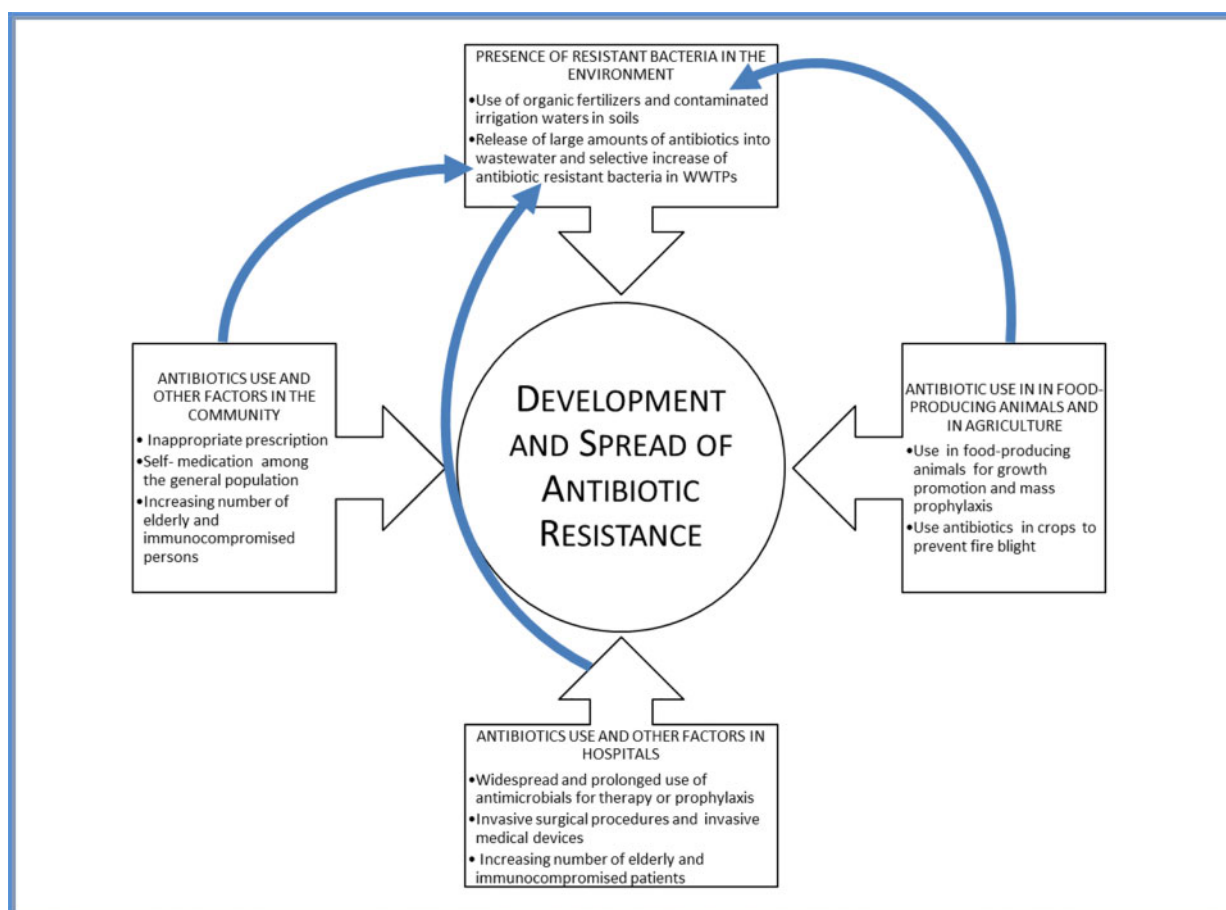 PRESENCE OF RESISTANT BACTERIA IN THE
ENVIRONMENT
•Use of organic fertilizers and contaminated
irrigation waters in soils
•Release of large amounts of antibiotics into
wastewater and selective increase of
antibiotic resistant bacteria in WWTPs
ANTIBIOTICS USE AND
OTHER FACTORS IN THE
COMMUNITY
• Inappropriate prescription
•Self- medication among
the general population
•Increasing number of
elderly and
immunocompromised
persons
DEVELOPMENT
AND SPREAD OF
ANTIBIOTIC
RESISTANCE
ANTIBIOTIC USE IN IN FOOD-
PRODUCING ANIMALS AND
IN AGRICULTURE
•Use in food-producing
animals for growth
promotion and mass
prophylaxis
•Use antibiotics in crops to
prevent fire blight
ANTIBIOTICS USE AND OTHER FACTORS IN
HOSPITALS
•Widespread and prolonged use of
antimicrobials for therapy or prophylaxis
•Invasive surgical procedures and invasive
medical devices
• Increasing number of elderly and
immunocompromised patients